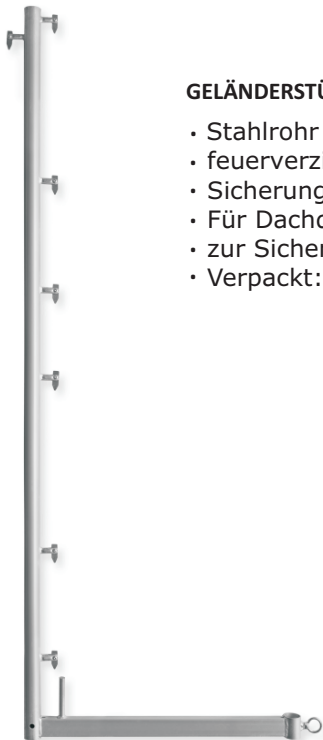 GELÄNDERSTÜ
· Stahlrohr
· feuerverz
· Sicherung
· Für Dach
· zur Sicher
· Verpackt: